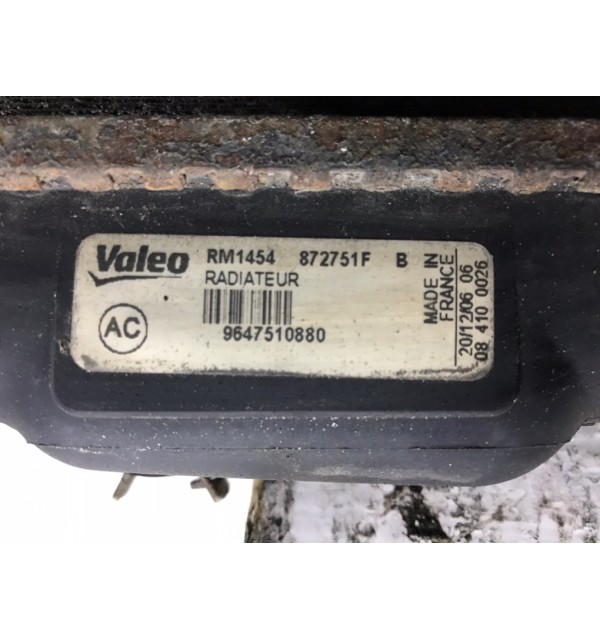 Valeo RM1454 872751F B
RADIATEUR
AC
9647510880
MADE IN
FRANCE
20/12/06 06
08 410 0026